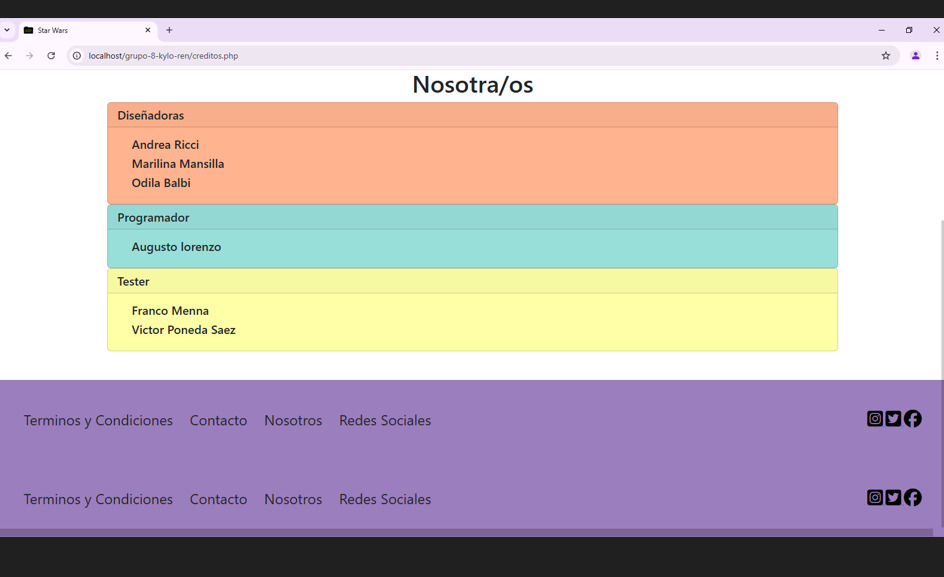 Star Wars
localhost/grupo-8-kylo-ren/creditos.php
Nosotra/os
Diseñadoras
Andrea Ricci
Marilina Mansilla
Odila Balbi
Programador
Augusto lorenzo
Tester
Franco Menna
Victor Poneda Saez
Terminos y Condiciones Contacto Nosotros Redes Sociales
Terminos y Condiciones Contacto Nosotros Redes Sociales